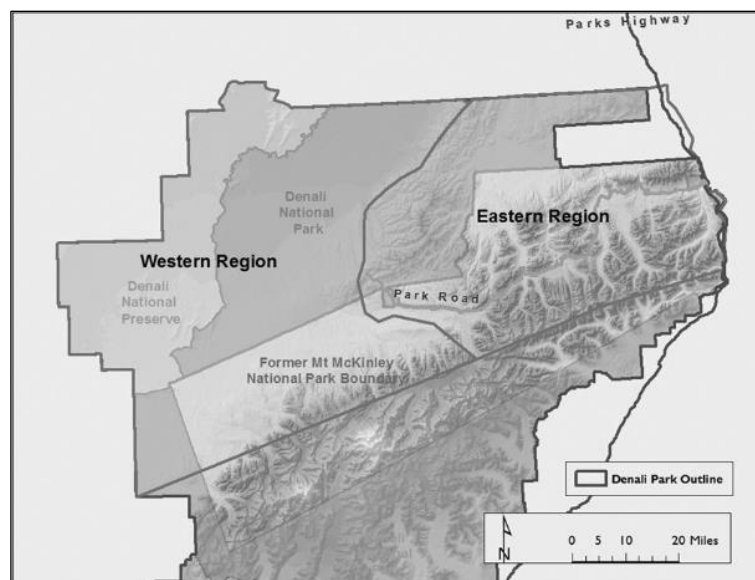 Parks Highway
Denali
National
Park
Eastern Region
Western Region
Denali
National
Preserve
Park Road
Former Mt McKinley
National Park Boundary
Denali Park Outline
N
0 5 10 20 Miles